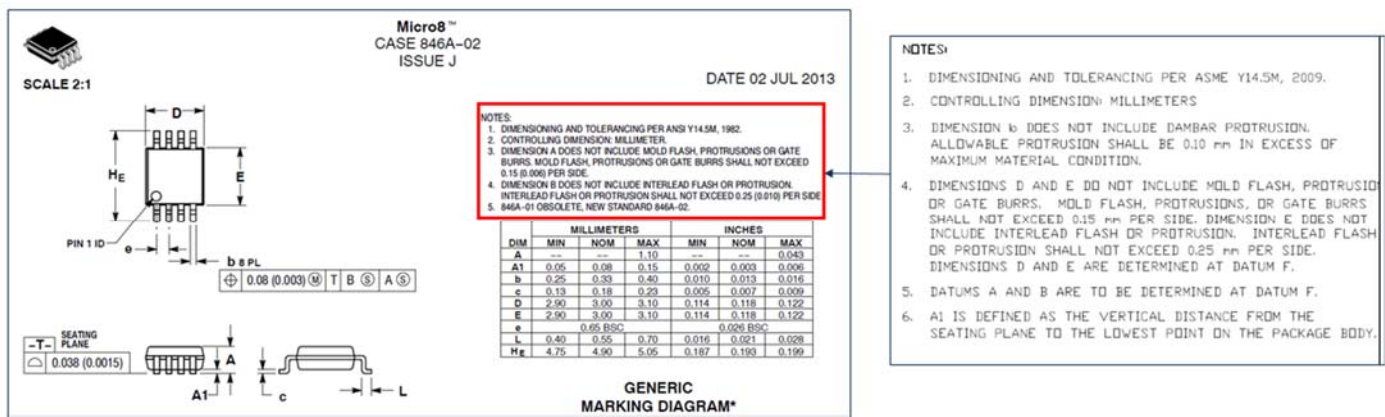 Micro8™
CASE 846A−02
ISSUE J
SCALE 2:1
DATE 02 JUL 2013
D
HE
E
PIN 1 ID
e
b 8 PL
0.08 (0.003) Ⓜ T B Ⓢ A Ⓢ
−T− SEATING PLANE
0.038 (0.0015)
A
A1
c
L
NOTES:
1. DIMENSIONING AND TOLERANCING PER ANSI Y14.5M, 1982.
2. CONTROLLING DIMENSION: MILLIMETER.
3. DIMENSION A DOES NOT INCLUDE MOLD FLASH, PROTRUSIONS OR GATE
BURRS. MOLD FLASH, PROTRUSIONS OR GATE BURRS SHALL NOT EXCEED
0.15 (0.006) PER SIDE.
4. DIMENSION B DOES NOT INCLUDE INTERLEAD FLASH OR PROTRUSION.
INTERLEAD FLASH OR PROTRUSION SHALL NOT EXCEED 0.25 (0.010) PER SIDE
5. 846A−01 OBSOLETE, NEW STANDARD 846A−02.
MILLIMETERS INCHES
DIM MIN NOM MAX MIN NOM MAX
A −− −− 1.10 −− −− 0.043
A1 0.05 0.08 0.15 0.002 0.003 0.006
b 0.25 0.33 0.40 0.010 0.013 0.016
c 0.13 0.18 0.23 0.005 0.007 0.009
D 2.90 3.00 3.10 0.114 0.118 0.122
E 2.90 3.00 3.10 0.114 0.118 0.122
e 0.65 BSC 0.026 BSC
L 0.40 0.55 0.70 0.016 0.021 0.028
HE 4.75 4.90 5.05 0.187 0.193 0.199
GENERIC
MARKING DIAGRAM*
NOTES:
1. DIMENSIONING AND TOLERANCING PER ASME Y14.5M, 2009.
2. CONTROLLING DIMENSION: MILLIMETERS
3. DIMENSION b DOES NOT INCLUDE DAMBAR PROTRUSION.
ALLOWABLE PROTRUSION SHALL BE 0.10 mm IN EXCESS OF
MAXIMUM MATERIAL CONDITION.
4. DIMENSIONS D AND E DO NOT INCLUDE MOLD FLASH, PROTRUSIO
OR GATE BURRS. MOLD FLASH, PROTRUSIONS, OR GATE BURRS
SHALL NOT EXCEED 0.15 mm PER SIDE. DIMENSION E DOES NOT
INCLUDE INTERLEAD FLASH OR PROTRUSION. INTERLEAD FLASH
OR PROTRUSION SHALL NOT EXCEED 0.25 mm PER SIDE.
DIMENSIONS D AND E ARE DETERMINED AT DATUM F.
5. DATUMS A AND B ARE TO BE DETERMINED AT DATUM F.
6. A1 IS DEFINED AS THE VERTICAL DISTANCE FROM THE
SEATING PLANE TO THE LOWEST POINT ON THE PACKAGE BODY.